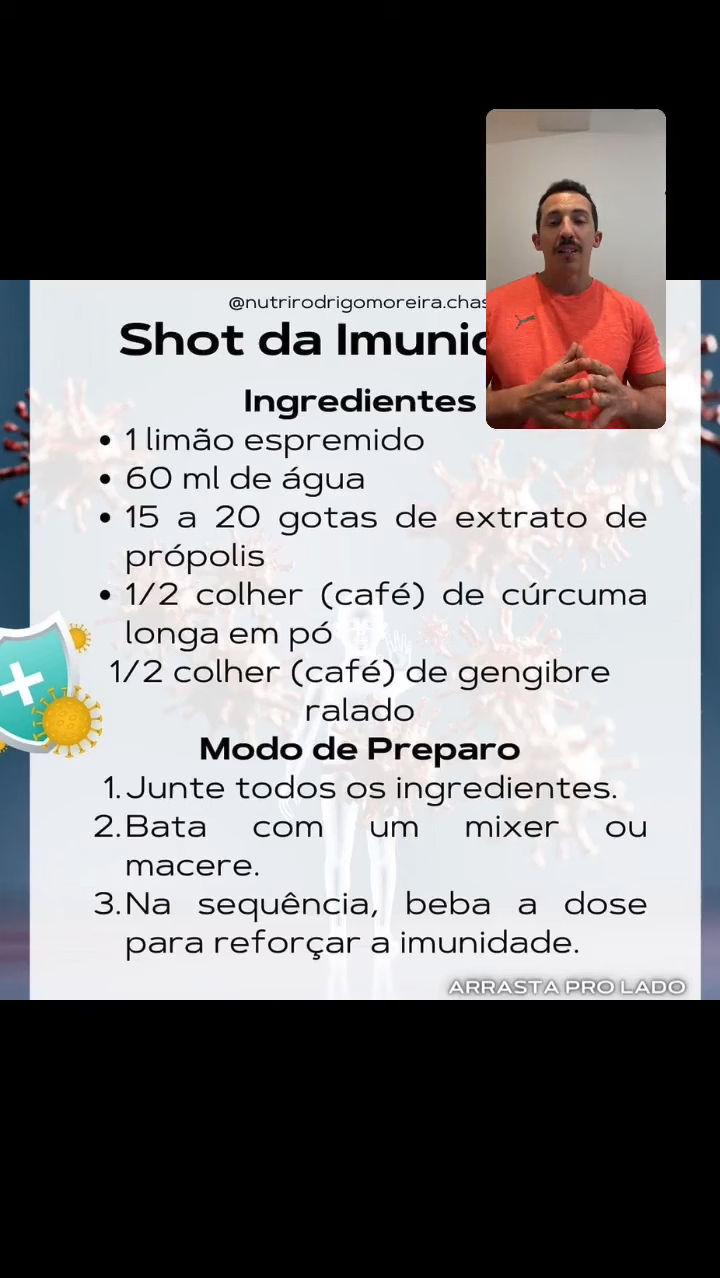 @nutrirodrigomoreira.chas
Shot da Imunid
Ingredientes
• 1 limão espremido
• 60 ml de água
• 15 a 20 gotas de extrato de
própolis
• 1/2 colher (café) de cúrcuma
longa em pó
1/2 colher (café) de gengibre
ralado
Modo de Preparo
1. Junte todos os ingredientes.
2. Bata com um mixer ou
macere.
3. Na sequência, beba a dose
para reforçar a imunidade.
ARRASTA PRO LADO